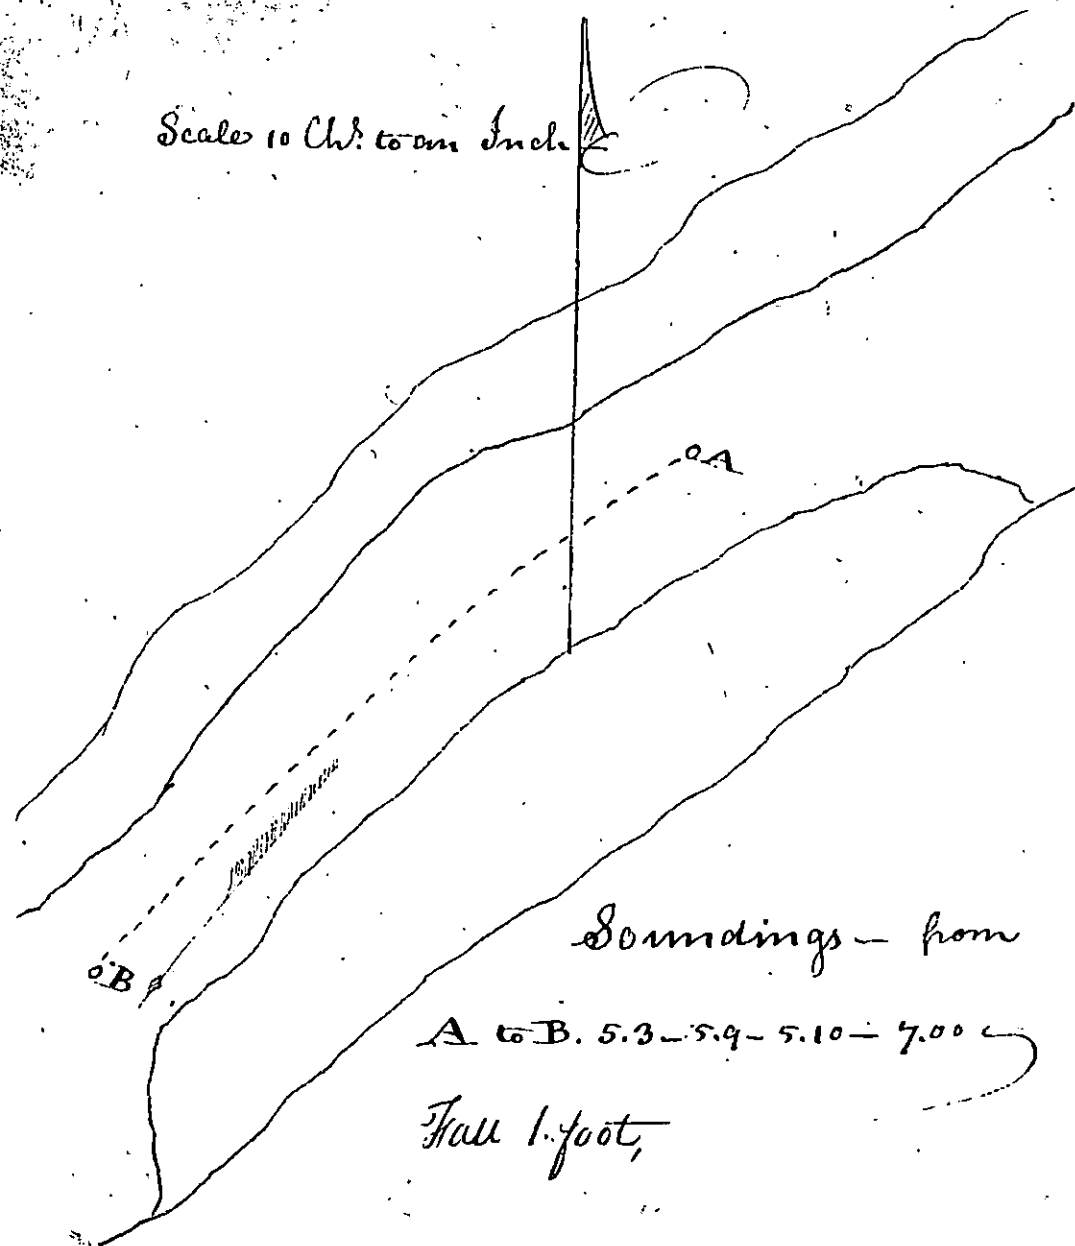 Scale 10 Chs. to an Inch
A
B
Soundings — from
A to B. 5.3 — 5.9 — 5.10 — 7.00
Fall 1. foot,